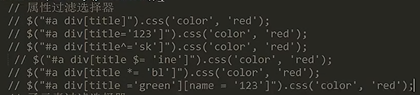 // 属性过滤选择器
// $("#a div[title]").css('color', 'red');
// $("#a div[title='123']").css('color', 'red');
// $("#a div[title^='sk']").css('color', 'red');
// $("#a div[title $= 'ine']").css('color', 'red');
// $("#a div[title *= 'bl']").css('color', 'red');
// $("#a div[title ='green'][name = '123']").css('color', 'red');